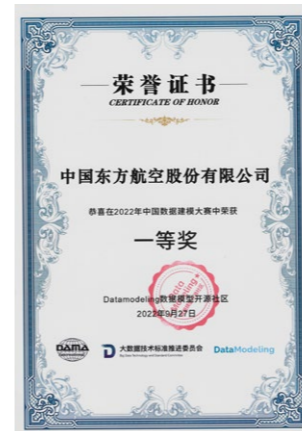 荣誉证书
CERTIFICATE OF HONOR
中国东方航空股份有限公司
恭喜在2022年中国数据建模大赛中荣获
一等奖
Datamodeling数据模型开源社区
2022年9月27日
DAMA
大数据技术标准推进委员会
DataModeling